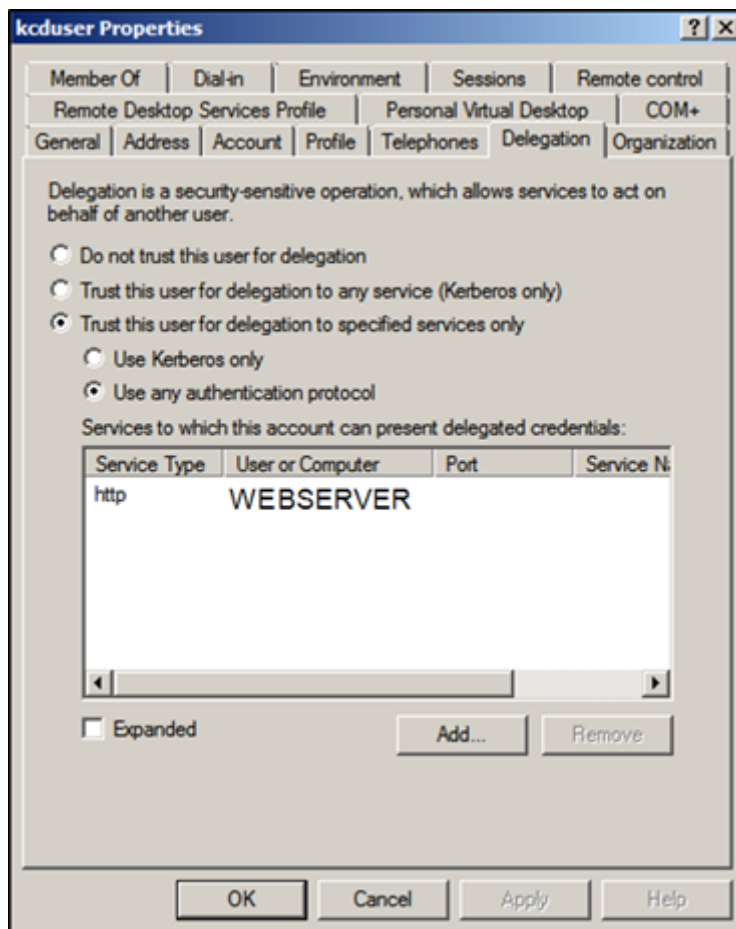 kcduser Properties
Member Of Dial-in Environment Sessions Remote control
Remote Desktop Services Profile Personal Virtual Desktop COM+
General Address Account Profile Telephones Delegation Organization
Delegation is a security-sensitive operation, which allows services to act on
behalf of another user.
Do not trust this user for delegation
Trust this user for delegation to any service (Kerberos only)
Trust this user for delegation to specified services only
Use Kerberos only
Use any authentication protocol
Services to which this account can present delegated credentials:
Service Type User or Computer Port Service Na
http WEBSERVER
Expanded Add... Remove
OK Cancel Apply Help